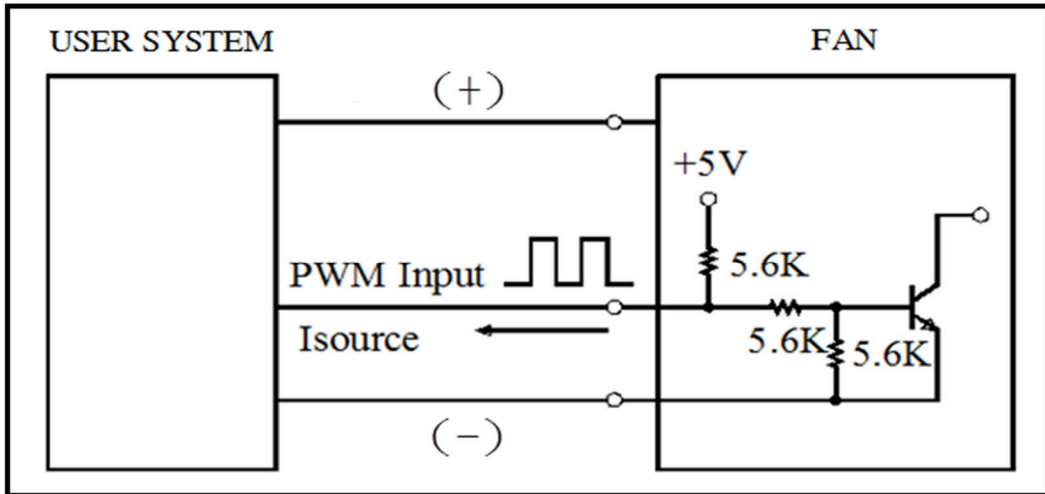 USER SYSTEM
FAN
(+)
+5V
5.6K
PWM Input
Isource
5.6K
5.6K
(-)